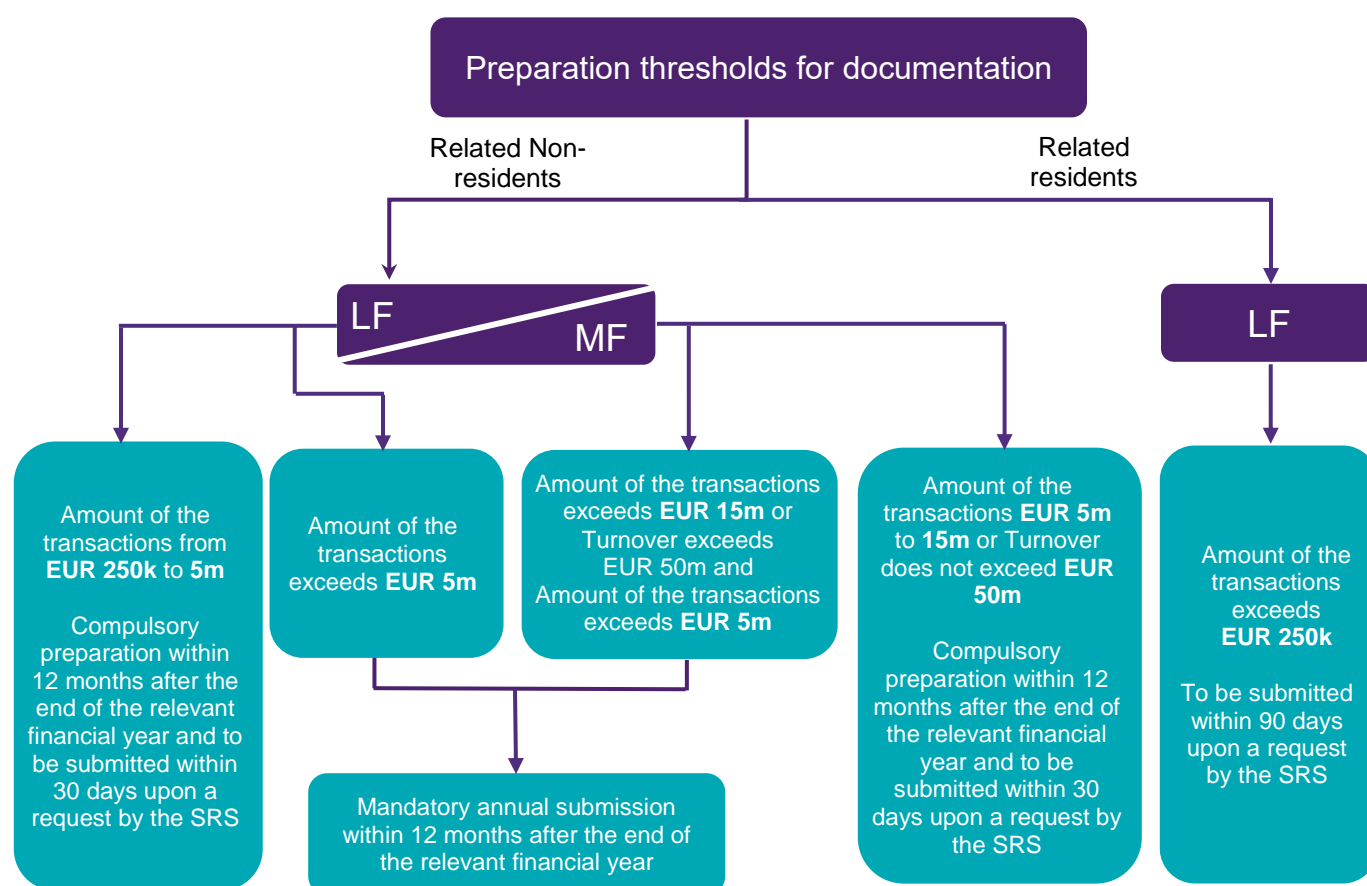 Preparation thresholds for documentation
Related Non-
residents
Related
residents
LF
MF
LF
Amount of the
transactions from
EUR 250k to 5m
Compulsory
preparation within
12 months after the
end of the relevant
financial year and to
be submitted within
30 days upon a
request by the SRS
Amount of the
transactions
exceeds EUR 5m
Amount of the transactions
exceeds EUR 15m or
Turnover exceeds
EUR 50m and
Amount of the transactions
exceeds EUR 5m
Mandatory annual submission
within 12 months after the end of
the relevant financial year
Amount of the
transactions EUR 5m
to 15m or Turnover
does not exceed EUR
50m
Compulsory
preparation within 12
months after the end of
the relevant financial
year and to be
submitted within 30
days upon a request by
the SRS
Amount of the
transactions
exceeds
EUR 250k
To be submitted
within 90 days
upon a request
by the SRS